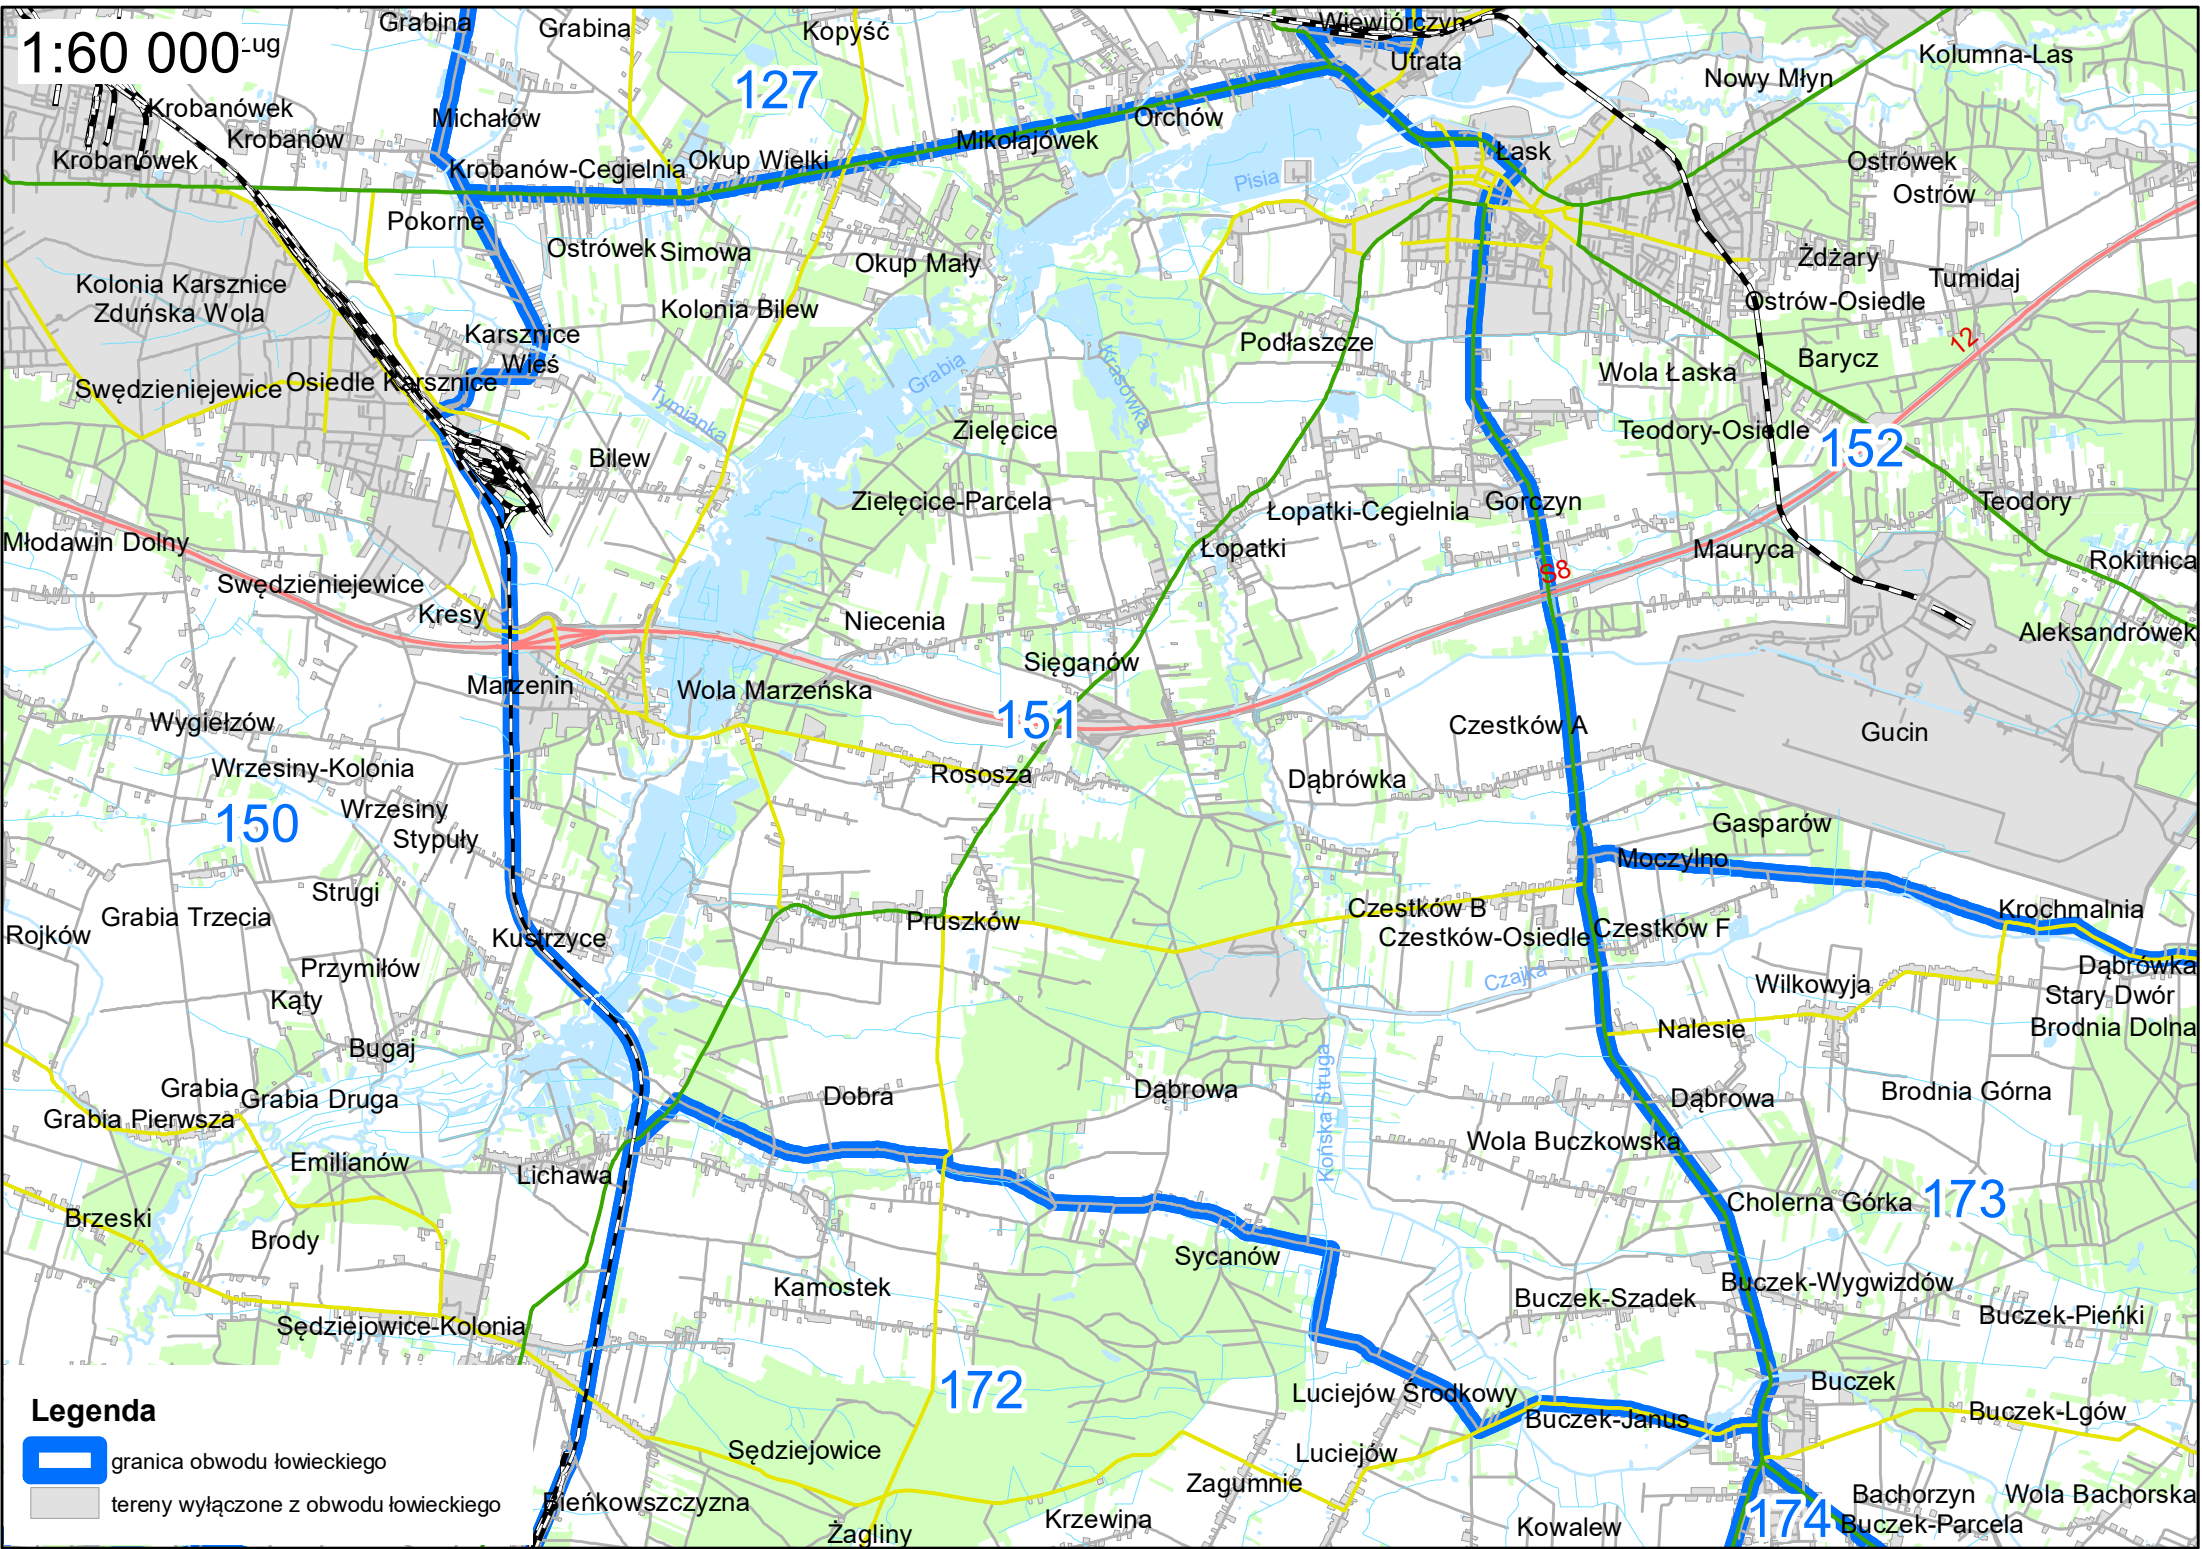 1:60 000
Ług
Grabina
Grabina
Kopyść
Wiewiórczyn
Utrata
Kolumna-Las
Nowy Młyn
127
Krobanówek
Krobanów
Michałów
Orchów
Mikołajówek
Krobanówek
Krobanów-Cegielnia
Okup Wielki
Łask
Ostrówek
Ostrów
Pisia
Pokorne
Ostrówek
Simowa
Okup Mały
Żdżary
Tumidaj
Kolonia Karsznice
Zduńska Wola
Kolonia Bilew
Ostrów-Osiedle
Karsznice
Wieś
Podłaszcze
12
Barycz
Krasówka
Grabia
Wola Łaska
Swędzieniejewice
Osiedle Karsznice
Tymianka
Zielęcice
Teodory-Osiedle
152
Bilew
Zielęcice-Parcela
Łopatki-Cegielnia
Gorczyn
Teodory
Młodawin Dolny
Łopatki
Mauryca
Rokitnica
S8
Swędzieniejewice
Kresy
Niecenia
Aleksandrówek
Sięganów
Marzenin
Wola Marzeńska
151
Wygiełzów
Czestków A
Gucin
Wrzesiny-Kolonia
Rososza
Dąbrówka
150
Wrzesiny
Stypuły
Gasparów
Moczylno
Strugi
Grabia Trzecia
Pruszków
Czestków B
Krochmalnia
Rojków
Kustrzyce
Czestków-Osiedle
Czestków F
Przymiłów
Czajka
Dąbrówka
Kąty
Wilkowyja
Stary Dwór
Nalesie
Brodnia Dolna
Bugaj
Końska Struga
Grabia
Grabia Druga
Grabia Pierwsza
Dobra
Dąbrowa
Dąbrowa
Brodnia Górna
Wola Buczkowska
Emilianów
Lichawa
Cholerna Górka
173
Brzeski
Brody
Sycanów
Kamostek
Buczek-Wygwizdów
Buczek-Szadek
Buczek-Pieńki
Sędziejowice-Kolonia
172
Luciejów Środkowy
Buczek
Buczek-Janus
Buczek-Lgów
Legenda
granica obwodu łowieckiego
tereny wyłączone z obwodu łowieckiego
Sędziejowice
Luciejów
Zagumnie
Bieńkowszczyzna
Żagliny
Krzewina
Kowalew
174
Bachorzyn
Wola Bachorska
Buczek-Parcela